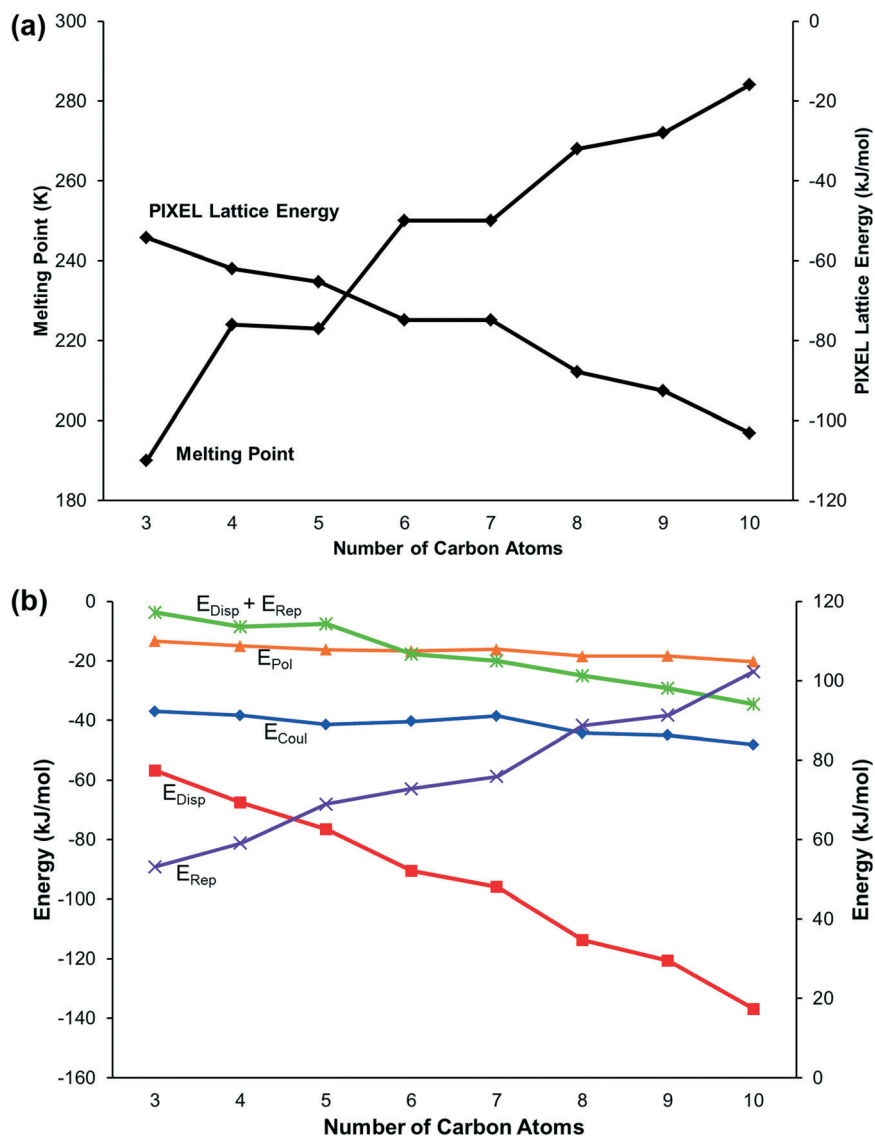 (a)
300
280
260
240
220
200
180
Melting Point (K)
PIXEL Lattice Energy
Melting Point
0
-20
-40
-60
-80
-100
-120
PIXEL Lattice Energy (kJ/mol)
3 4 5 6 7 8 9 10
Number of Carbon Atoms
(b)
0
-20
-40
-60
-80
-100
-120
-140
-160
Energy (kJ/mol)
E_Disp + E_Rep
E_Pol
E_Coul
E_Disp
E_Rep
120
100
80
60
40
20
0
Energy (kJ/mol)
3 4 5 6 7 8 9 10
Number of Carbon Atoms